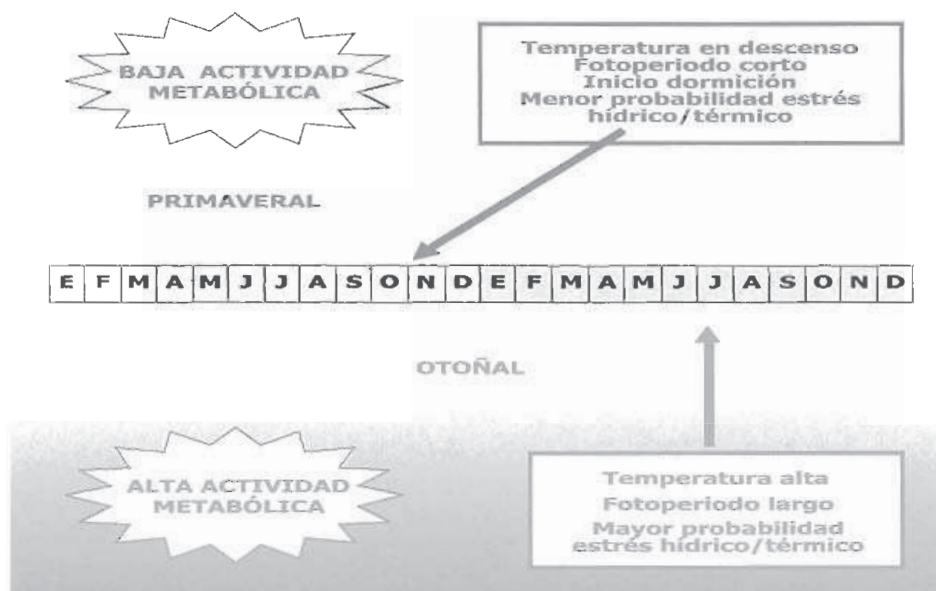 BAJA ACTIVIDAD
METABÓLICA
Temperatura en descenso
Fotoperiodo corto
Inicio dormición
Menor probabilidad estrés
hídrico/térmico
PRIMAVERAL
E F M A M J J A S O N D E F M A M J J A S O N D
OTOÑAL
ALTA ACTIVIDAD
METABÓLICA
Temperatura alta
Fotoperiodo largo
Mayor probabilidad
estrés hídrico/térmico